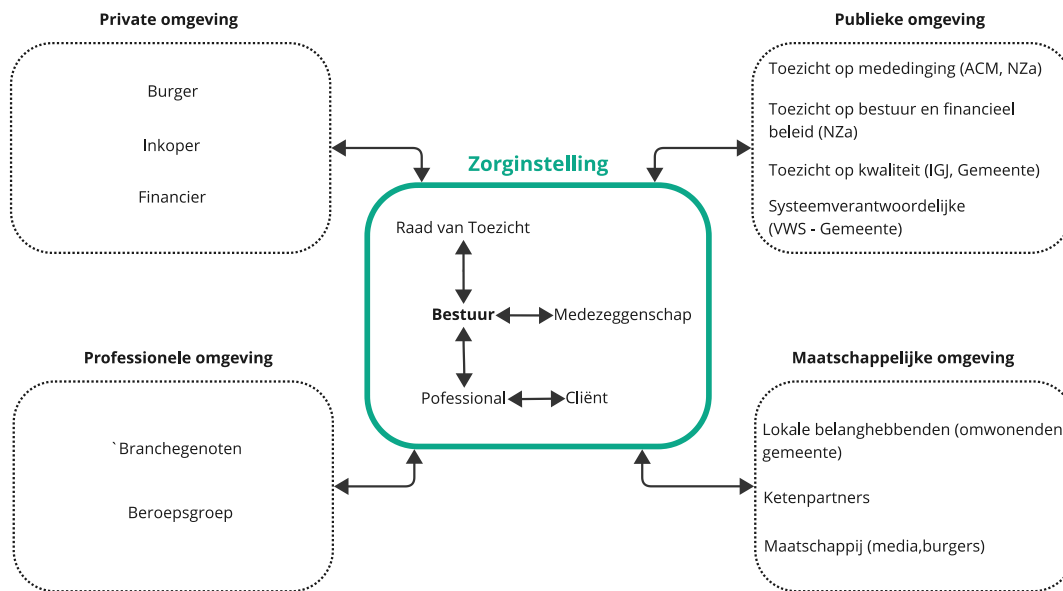 Private omgeving
Burger
Inkoper
Financier
Publieke omgeving
Toezicht op mededinging (ACM, NZa)
Toezicht op bestuur en financieel
beleid (NZa)
Toezicht op kwaliteit (IGJ, Gemeente)
Systeemverantwoordelijke
(VWS - Gemeente)
Zorginstelling
Raad van Toezicht
Bestuur
Medezeggenschap
Pofessional
Cliënt
Professionele omgeving
`Branchegenoten
Beroepsgroep
Maatschappelijke omgeving
Lokale belanghebbenden (omwonenden
gemeente)
Ketenpartners
Maatschappij (media,burgers)